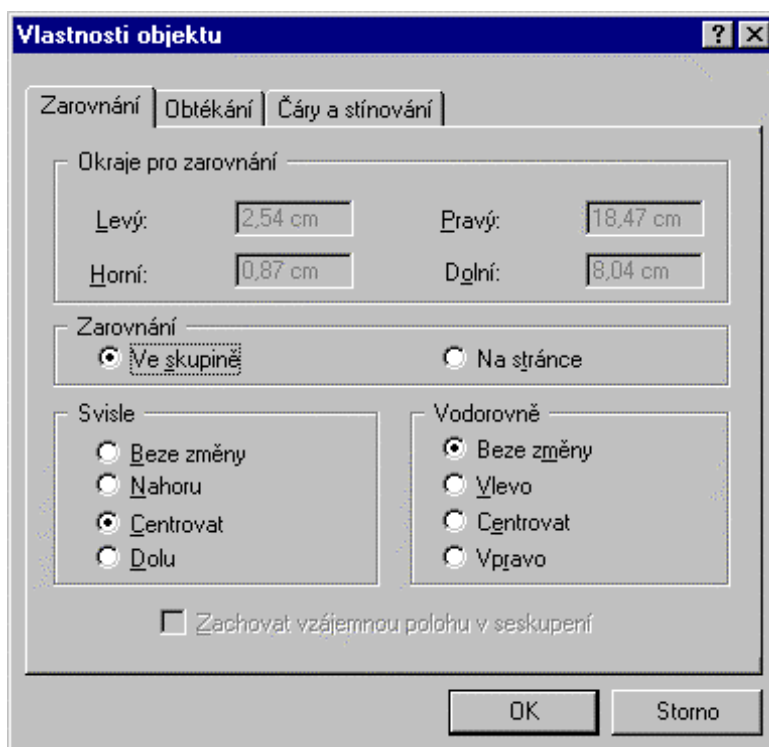 Vlastnosti objektu
Zarovnání Obtékání Čáry a stínování
Okraje pro zarovnání
Levý: 2,54 cm Pravý: 18,47 cm
Horní: 0,87 cm Dolní: 8,04 cm
Zarovnání
Ve skupině Na stránce
Svisle Vodorovně
Beze změny Beze změny
Nahoru Vlevo
Centrovat Centrovat
Dolu Vpravo
Zachovat vzájemnou polohu v seskupení
OK Storno